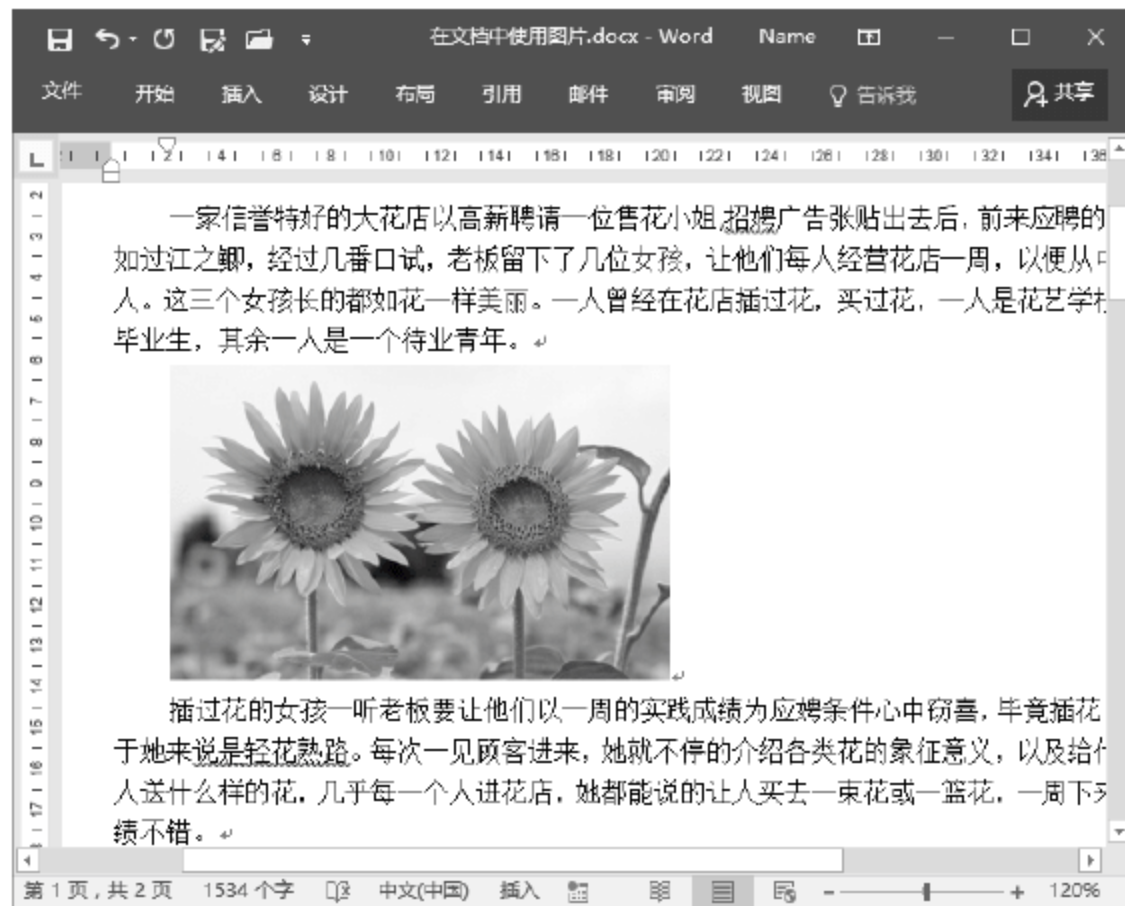 在文档中使用图片.docx - Word Name
文件 开始 插入 设计 布局 引用 邮件 审阅 视图 告诉我 共享
一家信誉特好的大花店以高薪聘请一位售花小姐,招娉广告张贴出去后，前来应聘的
如过江之鲫，经过几番口试，老板留下了几位女孩，让他们每人经营花店一周，以便从
人。这三个女孩长的都如花一样美丽。一人曾经在花店插过花，买过花，一人是花艺学
毕业生，其余一人是一个待业青年。
插过花的女孩一听老板要让他们以一周的实践成绩为应娉条件心中窃喜，毕竟插花
于她来说是轻花熟路。每次一见顾客进来，她就不停的介绍各类花的象征意义，以及给
人送什么样的花，几乎每一个人进花店，她都能说的让人买去一束花或一篮花，一周下
绩不错。
第 1 页，共 2 页 1534 个字 中文(中国) 插入 120%